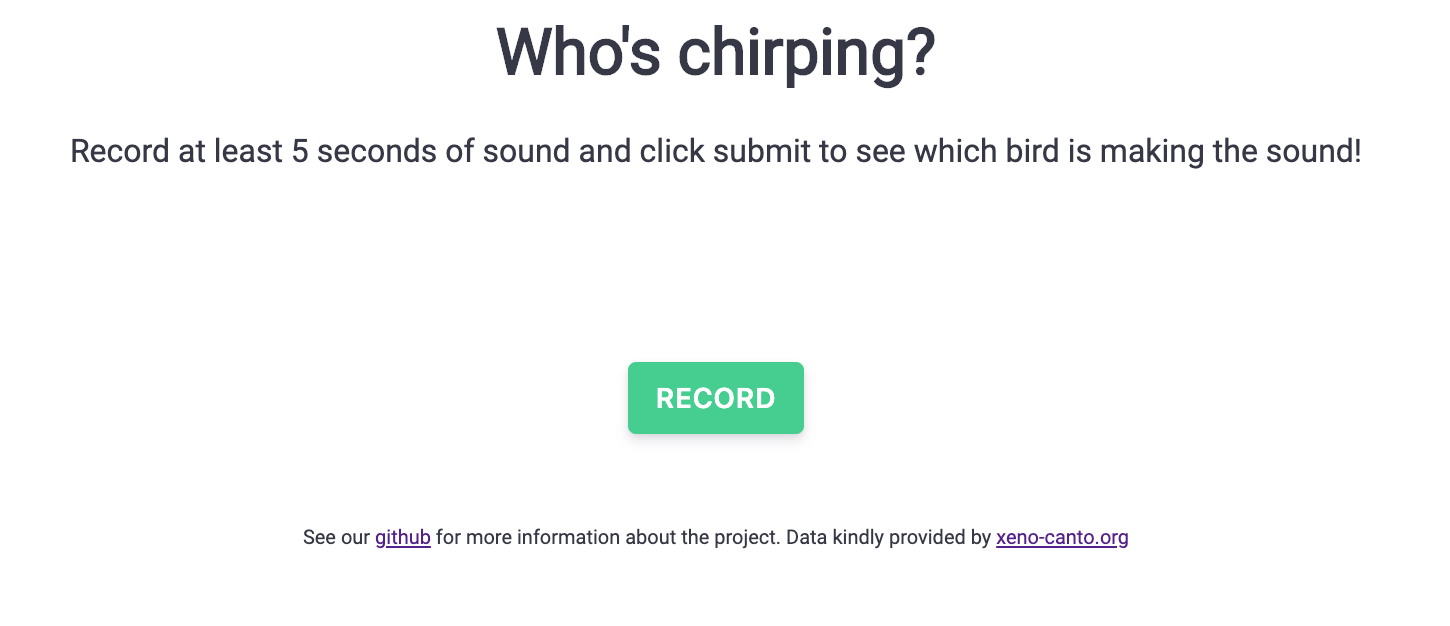 Who's chirping?
Record at least 5 seconds of sound and click submit to see which bird is making the sound!
RECORD
See our github for more information about the project. Data kindly provided by xeno-canto.org